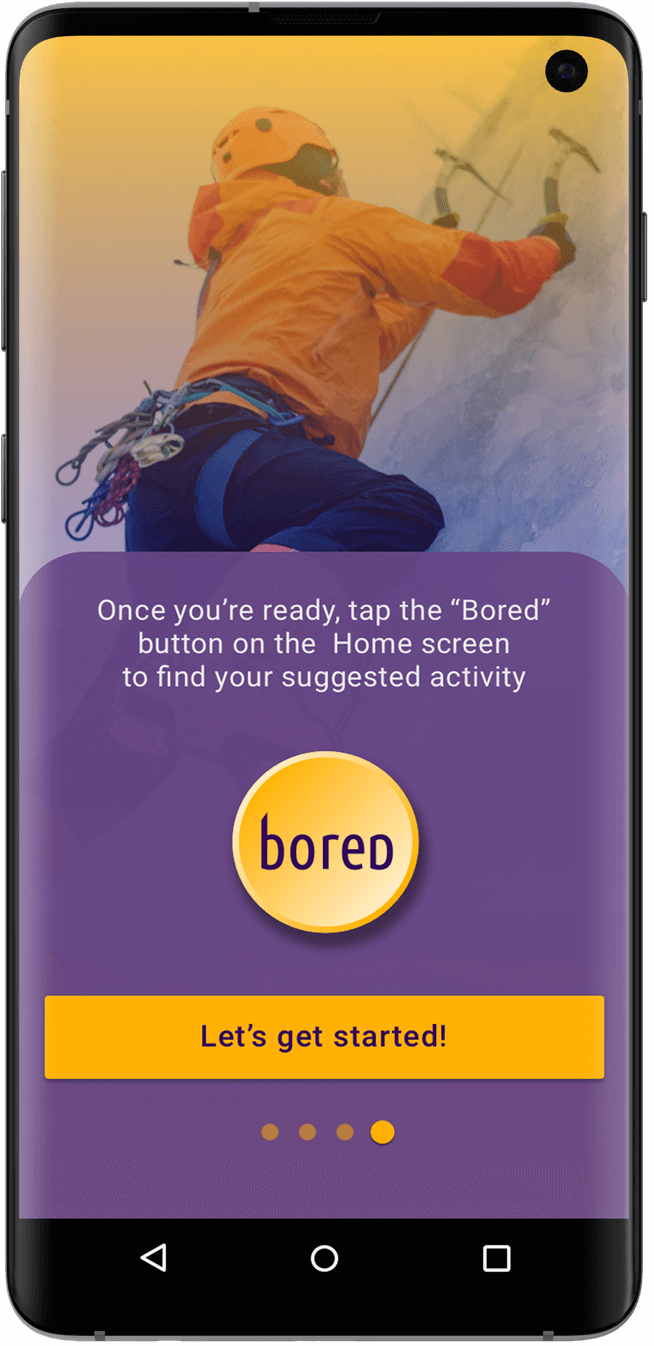 Once you’re ready, tap the “Bored”
button on the  Home screen
to find your suggested activity
bored
Let’s get started!